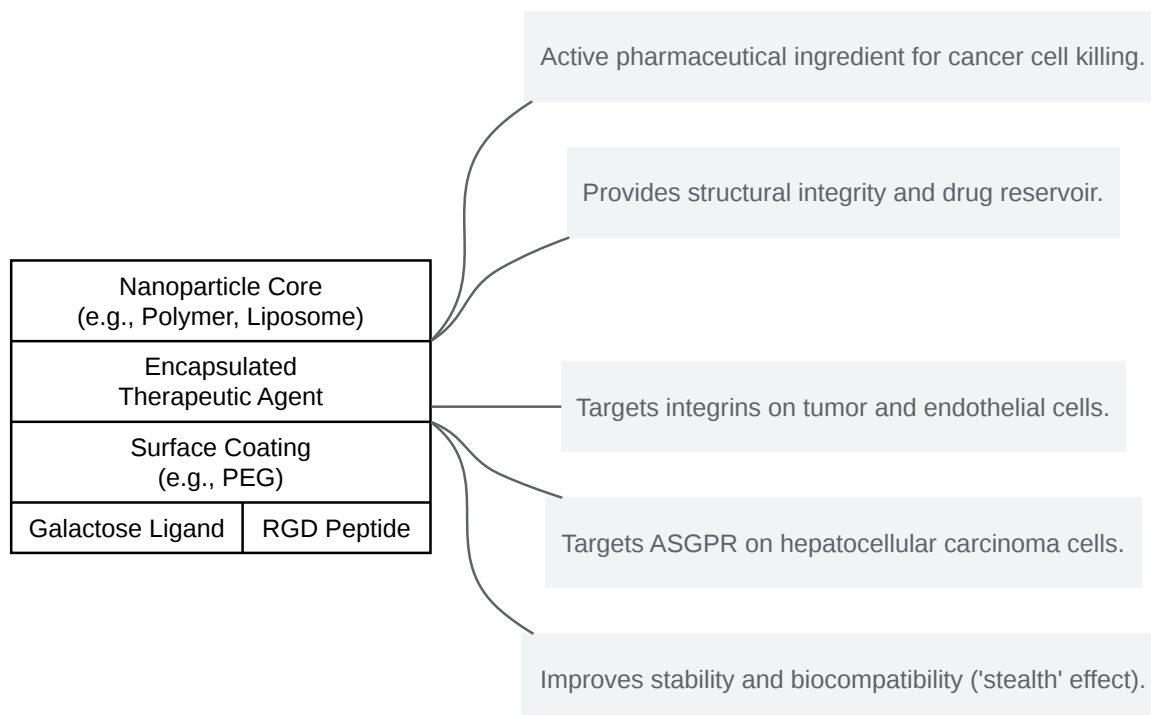 Nanoparticle Core
(e.g., Polymer, Liposome)
Encapsulated
Therapeutic Agent
Surface Coating
(e.g., PEG)
Galactose Ligand
RGD Peptide
Active pharmaceutical ingredient for cancer cell killing.
Provides structural integrity and drug reservoir.
Targets integrins on tumor and endothelial cells.
Targets ASGPR on hepatocellular carcinoma cells.
Improves stability and biocompatibility ('stealth' effect).